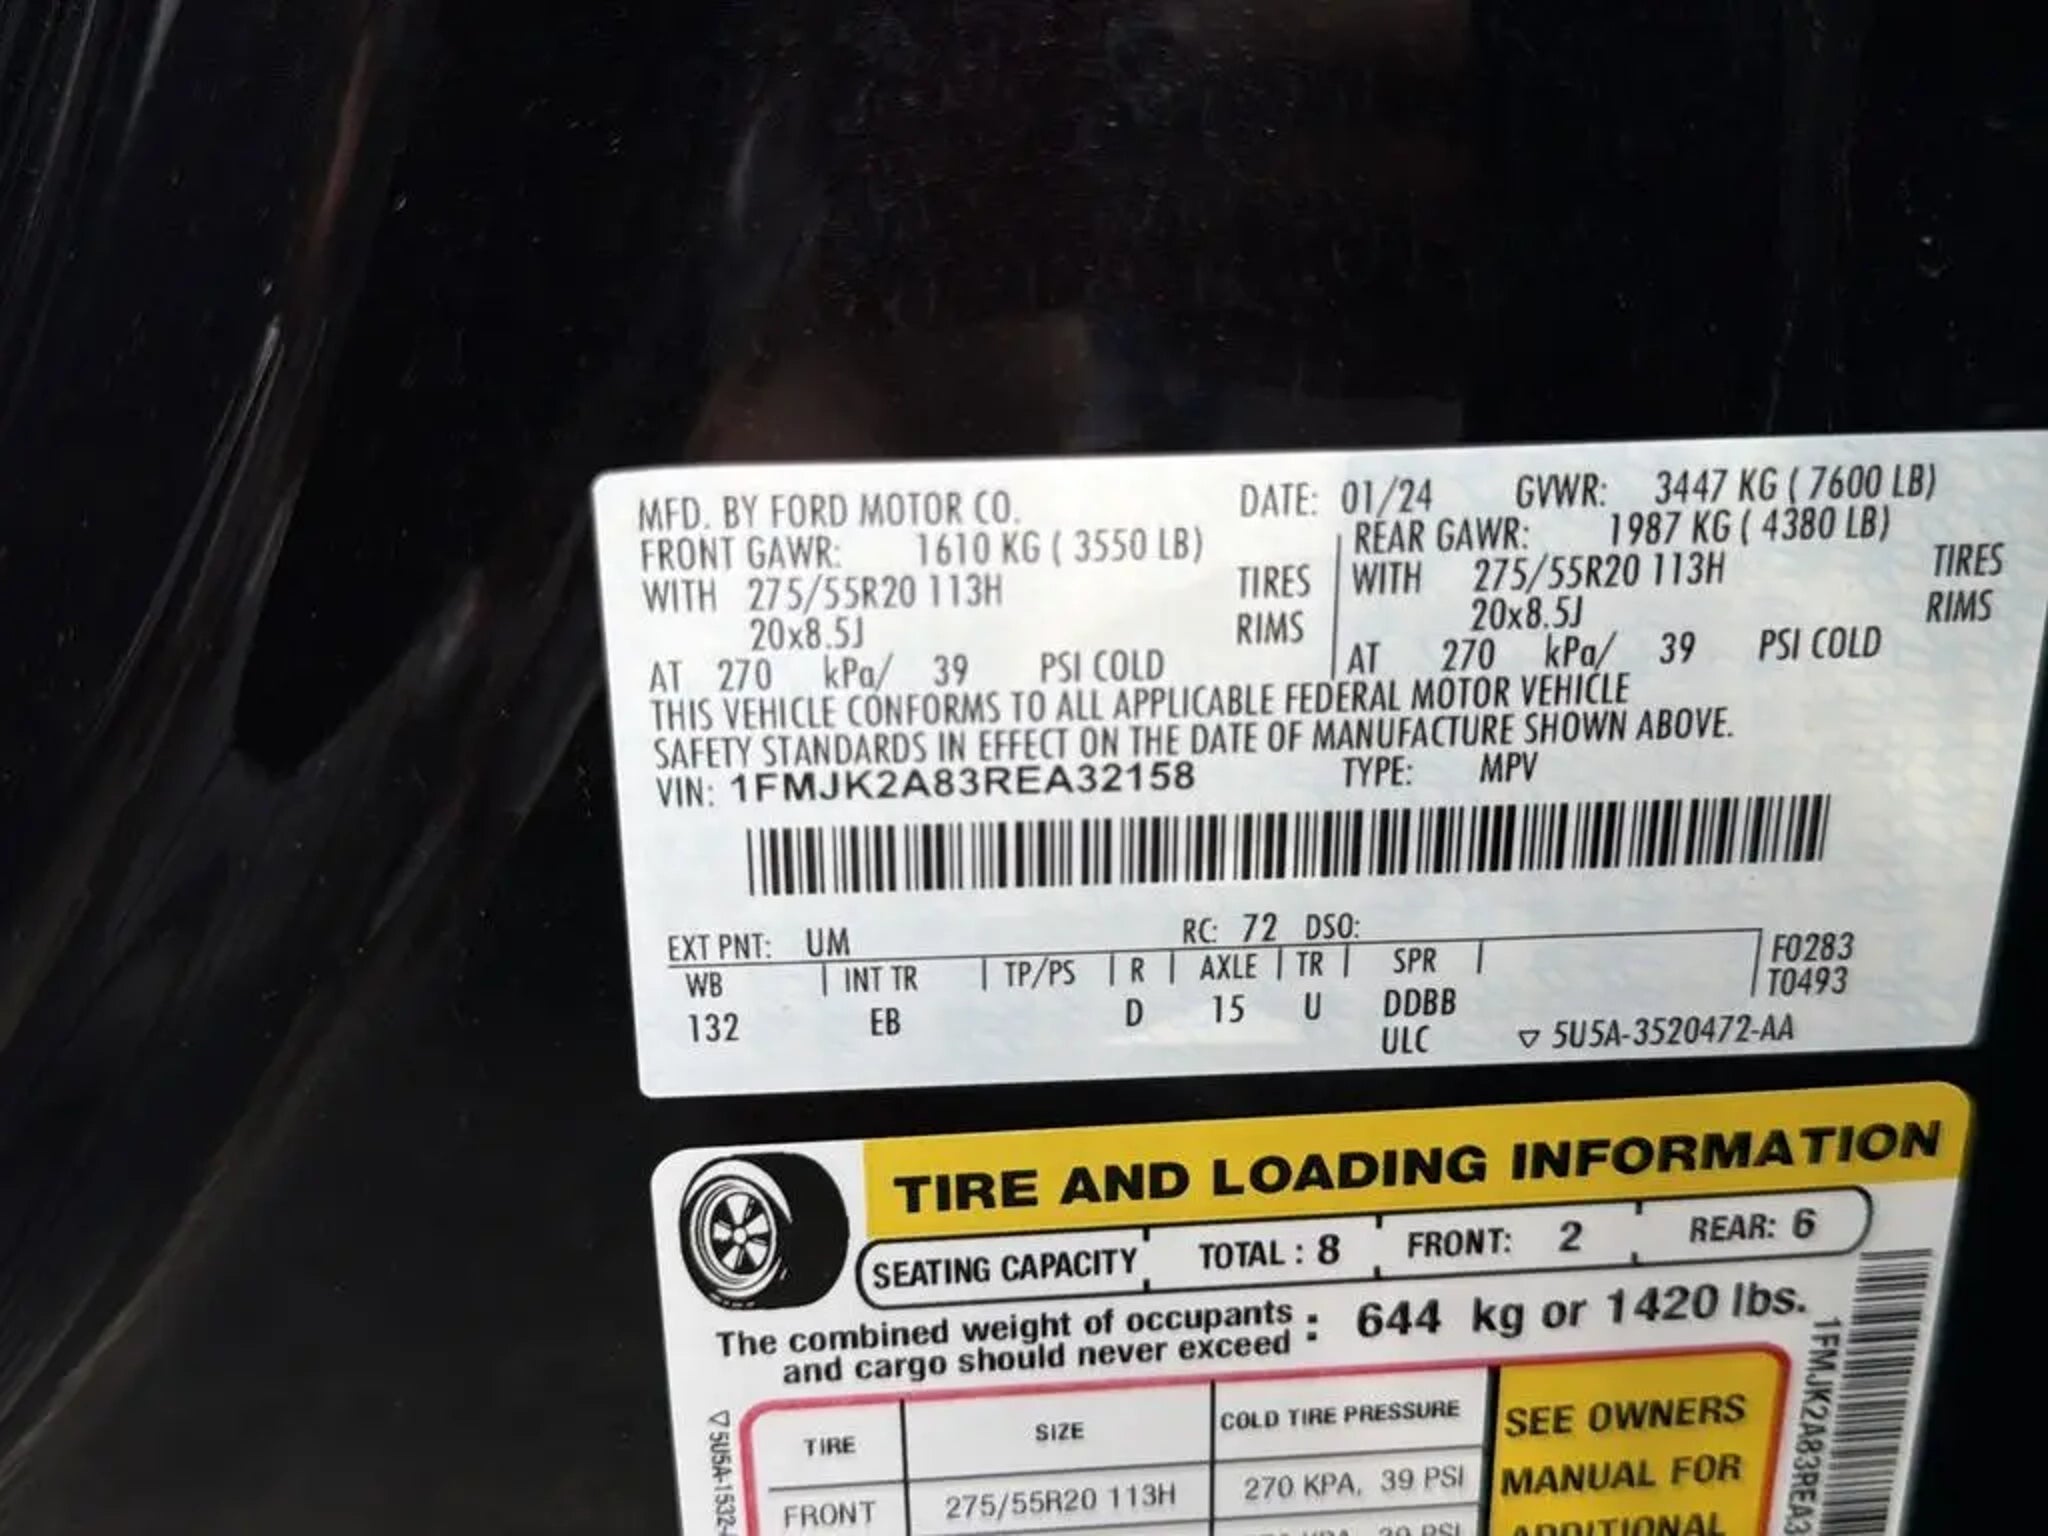 MFD. BY FORD MOTOR CO. DATE: 01/24 GVWR: 3447 KG ( 7600 LB)
FRONT GAWR: 1610 KG ( 3550 LB) REAR GAWR: 1987 KG ( 4380 LB)
WITH 275/55R20 113H TIRES WITH 275/55R20 113H TIRES
20x8.5J RIMS 20x8.5J RIMS
AT 270 kPa/ 39 PSI COLD AT 270 kPa/ 39 PSI COLD
THIS VEHICLE CONFORMS TO ALL APPLICABLE FEDERAL MOTOR VEHICLE
SAFETY STANDARDS IN EFFECT ON THE DATE OF MANUFACTURE SHOWN ABOVE.
VIN: 1FMJK2A83REA32158 TYPE: MPV
EXT PNT: UM RC: 72 DSO: F0283
WB INT TR TP/PS R AXLE TR SPR T0493
132 EB D 15 U DDBB
ULC ▽ 5U5A-3520472-AA
TIRE AND LOADING INFORMATION
SEATING CAPACITY TOTAL : 8 FRONT: 2 REAR: 6
The combined weight of occupants : 644 kg or 1420 lbs.
and cargo should never exceed
TIRE SIZE COLD TIRE PRESSURE
FRONT 275/55R20 113H 270 KPA, 39 PSI
39 PSI
SEE OWNERS
MANUAL FOR
ADDITIONAL
▽ 5U5A-1532-
1FMJK2A83REA3